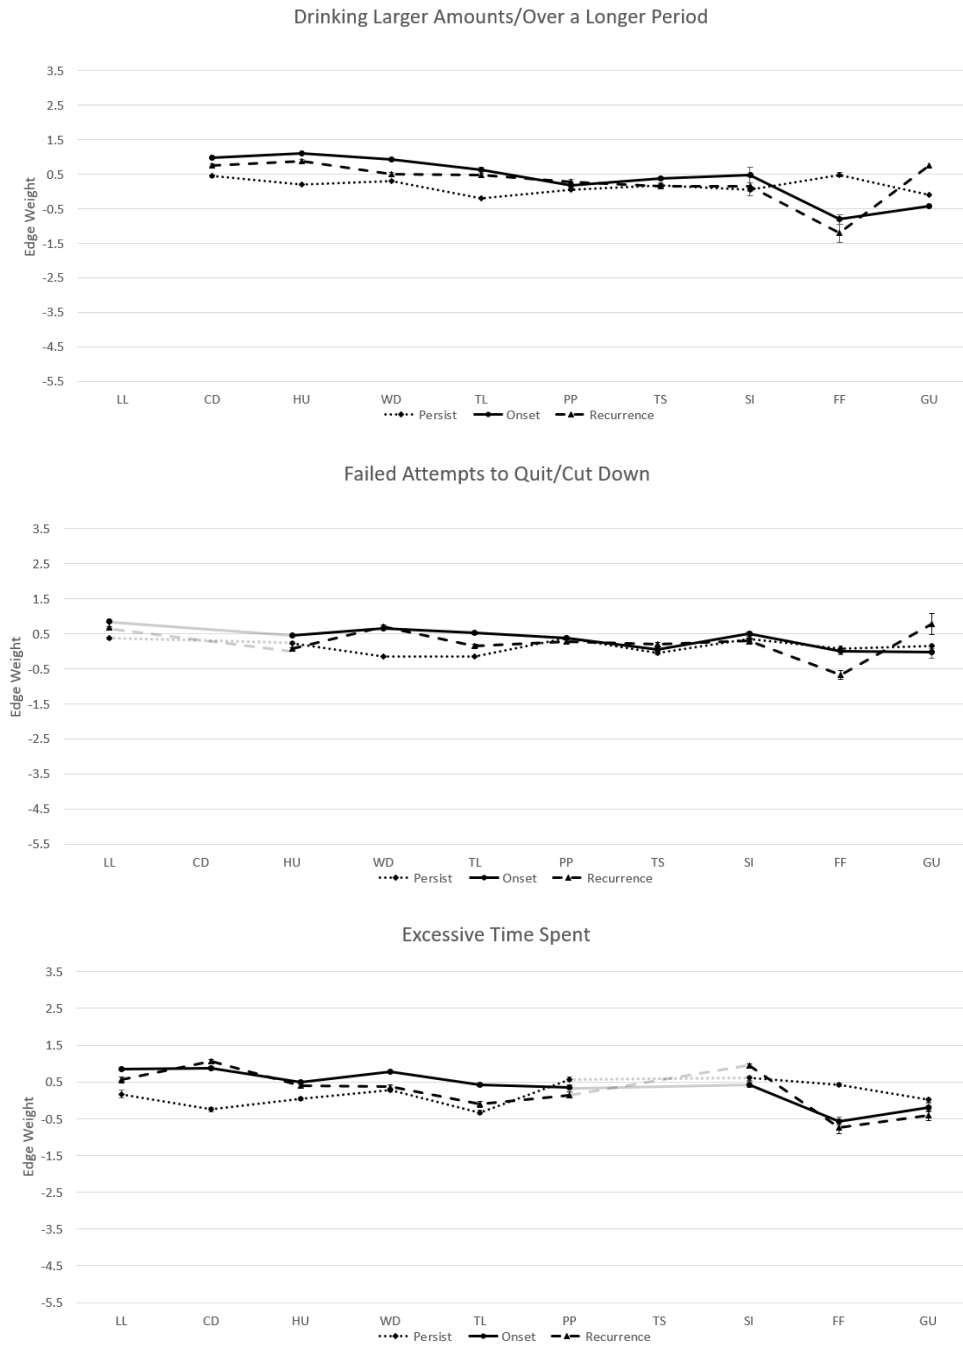 Drinking Larger Amounts/Over a Longer Period
3.5
2.5
1.5
0.5
-0.5
-1.5
-2.5
-3.5
-4.5
-5.5
Edge Weight
LL CD HU WD TL PP TS SI FF GU
Persist Onset Recurrence
Failed Attempts to Quit/Cut Down
3.5
2.5
1.5
0.5
-0.5
-1.5
-2.5
-3.5
-4.5
-5.5
Edge Weight
LL CD HU WD TL PP TS SI FF GU
Persist Onset Recurrence
Excessive Time Spent
3.5
2.5
1.5
0.5
-0.5
-1.5
-2.5
-3.5
-4.5
-5.5
Edge Weight
LL CD HU WD TL PP TS SI FF GU
Persist Onset Recurrence